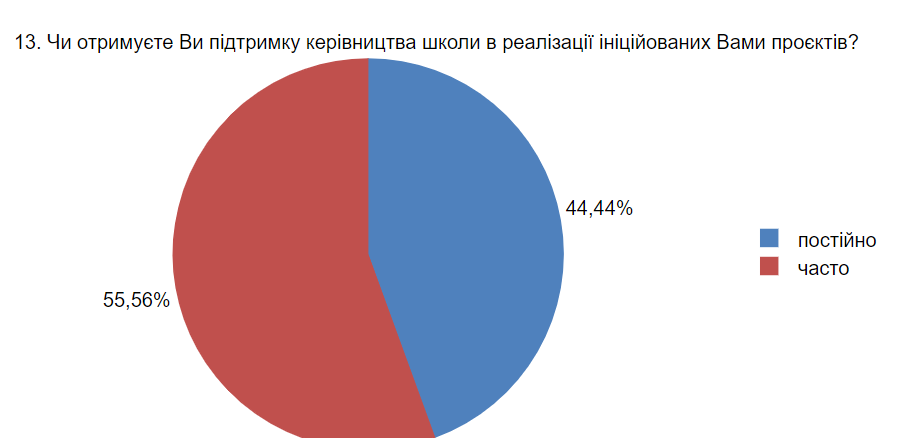 13. Чи отримуєте Ви підтримку керівництва школи в реалізації ініційованих Вами проєктів?
44,44%
постійно
часто
55,56%